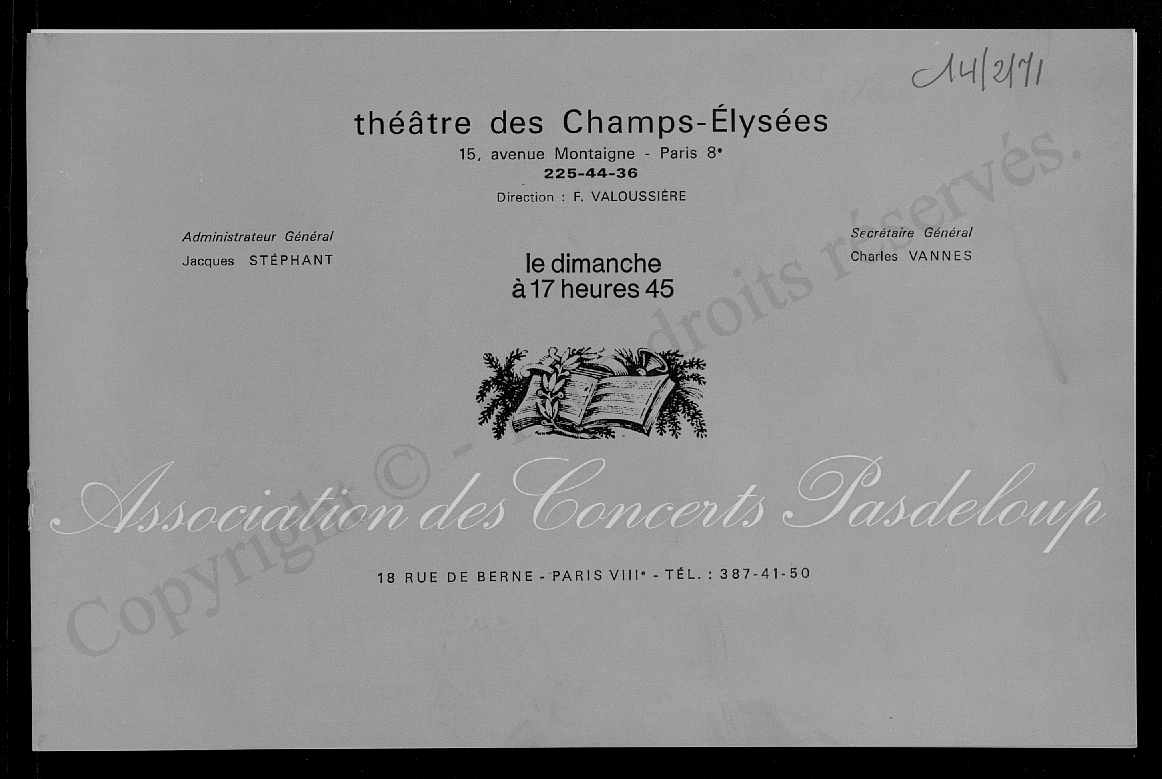 14/2/71
théâtre des Champs-Élysées
15, avenue Montaigne - Paris 8e
225-44-36
Direction : F. VALOUSSIÈRE
Administrateur Général
Jacques STÉPHANT
Secrétaire Général
Charles VANNES
le dimanche
à 17 heures 45
Association des Concerts Pasdeloup
18 RUE DE BERNE - PARIS VIIIe - TÉL. : 387-41-50
Copyright © - droits réservés.